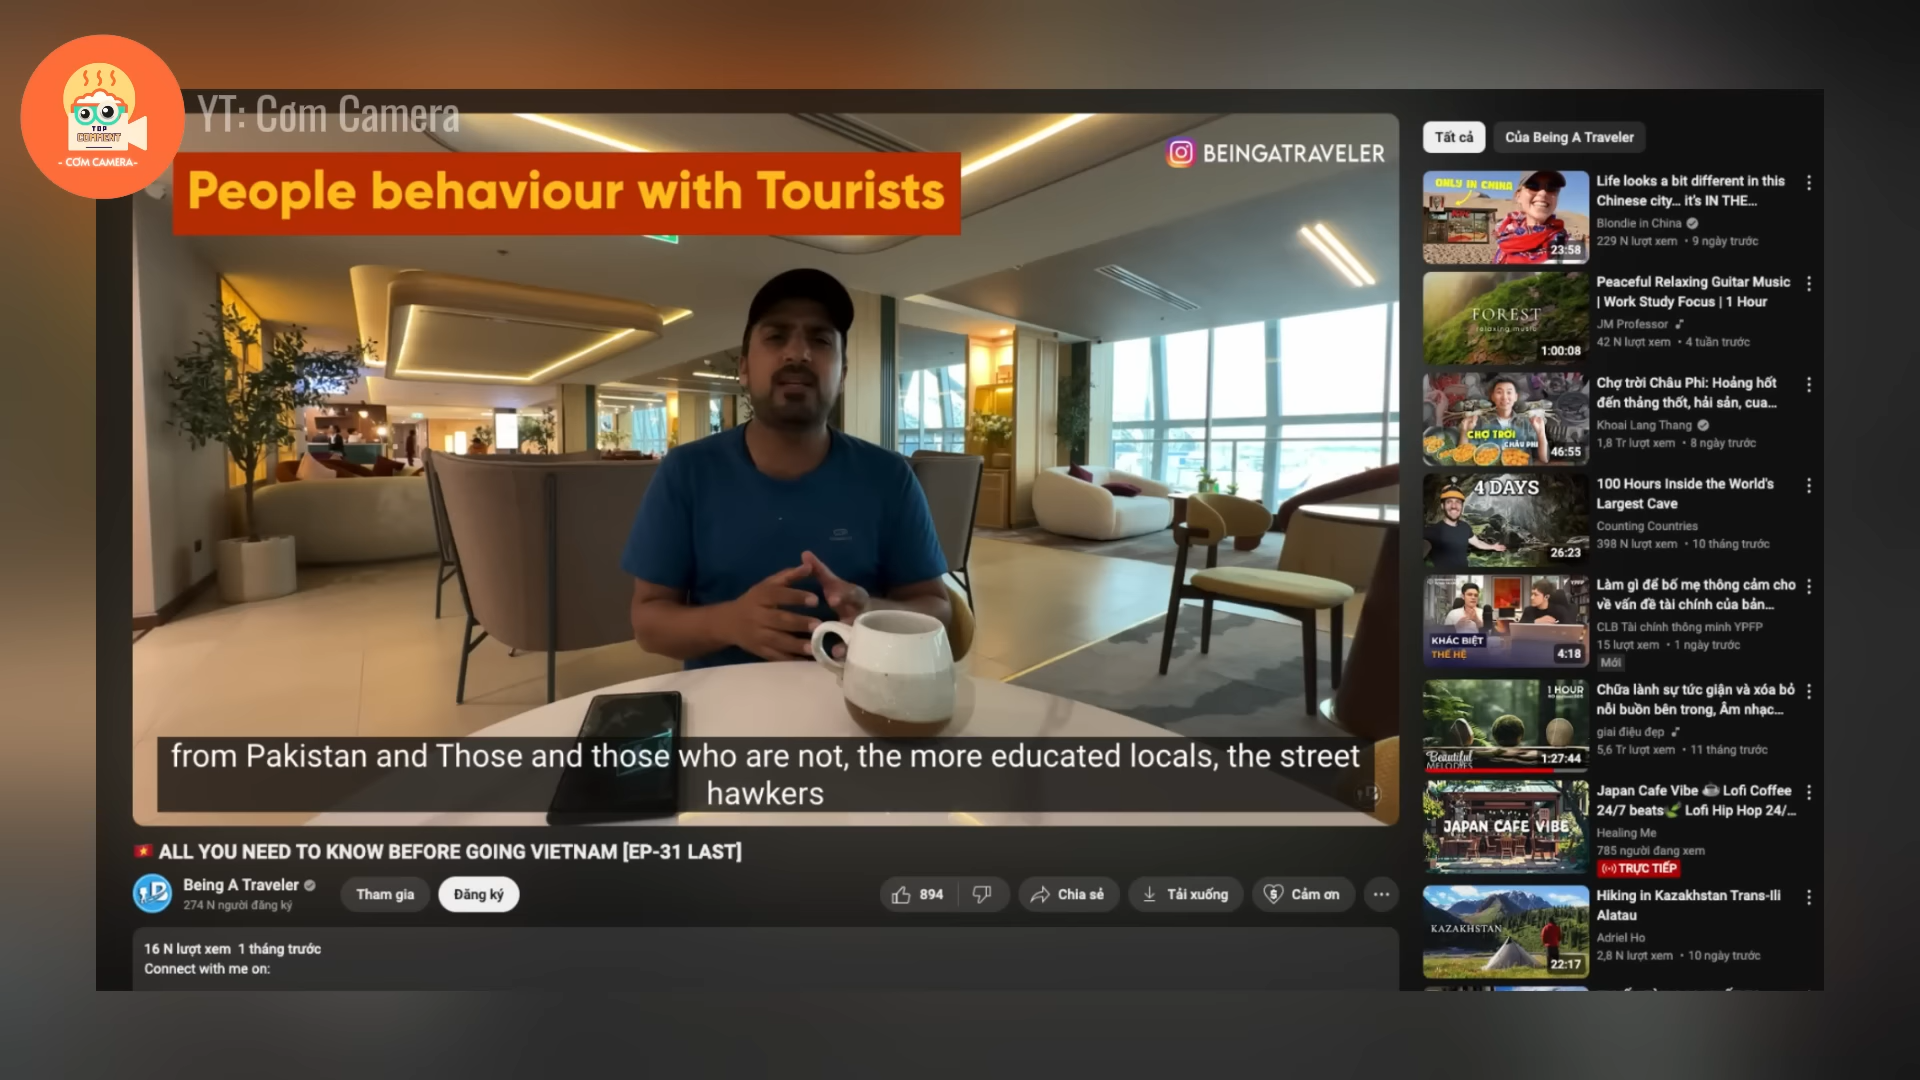 TOP
COMMENT
- CƠM CAMERA-
YT: Cơm Camera
People behaviour with Tourists
BEINGATRAVELER
from Pakistan and Those and those who are not, the more educated locals, the street
hawkers
ALL YOU NEED TO KNOW BEFORE GOING VIETNAM [EP-31 LAST]
Being A Traveler
274 N người đăng ký
Tham gia
Đăng ký
894
Chia sẻ
Tải xuống
Cảm ơn
16 N lượt xem 1 tháng trước
Connect with me on:
Tất cả
Của Being A Traveler
ONLY IN CHINA
23:58
Life looks a bit different in this
Chinese city... it's IN THE...
Blondie in China
229 N lượt xem • 9 ngày trước
FOREST
relaxing music
1:00:08
Peaceful Relaxing Guitar Music
| Work Study Focus | 1 Hour
JM Professor
42 N lượt xem • 4 tuần trước
CHỢ TRỜI
CHÂU PHI
46:55
Chợ trời Châu Phi: Hoảng hốt
đến thảng thốt, hải sản, cua...
Khoai Lang Thang
1,8 Tr lượt xem • 8 ngày trước
4 DAYS
26:23
100 Hours Inside the World's
Largest Cave
Counting Countries
398 N lượt xem • 10 tháng trước
KHÁC BIỆT
THẾ HỆ
4:18
Làm gì để bố mẹ thông cảm cho
về vấn đề tài chính của bản...
CLB Tài chính thông minh YPFP
15 lượt xem • 1 ngày trước
Mới
1 HOUR
Beautiful
MELODIES
1:27:44
Chữa lành sự tức giận và xóa bỏ
nỗi buồn bên trong, Âm nhạc...
giai điệu đẹp
5,6 Tr lượt xem • 11 tháng trước
JAPAN CAFE VIBE
Japan Cafe Vibe ☕ Lofi Coffee
24/7 beats🌿 Lofi Hip Hop 24/...
Healing Me
785 người đang xem
TRỰC TIẾP
KAZAKHSTAN
22:17
Hiking in Kazakhstan Trans-Ili
Alatau
Adriel Ho
2,8 N lượt xem • 10 ngày trước